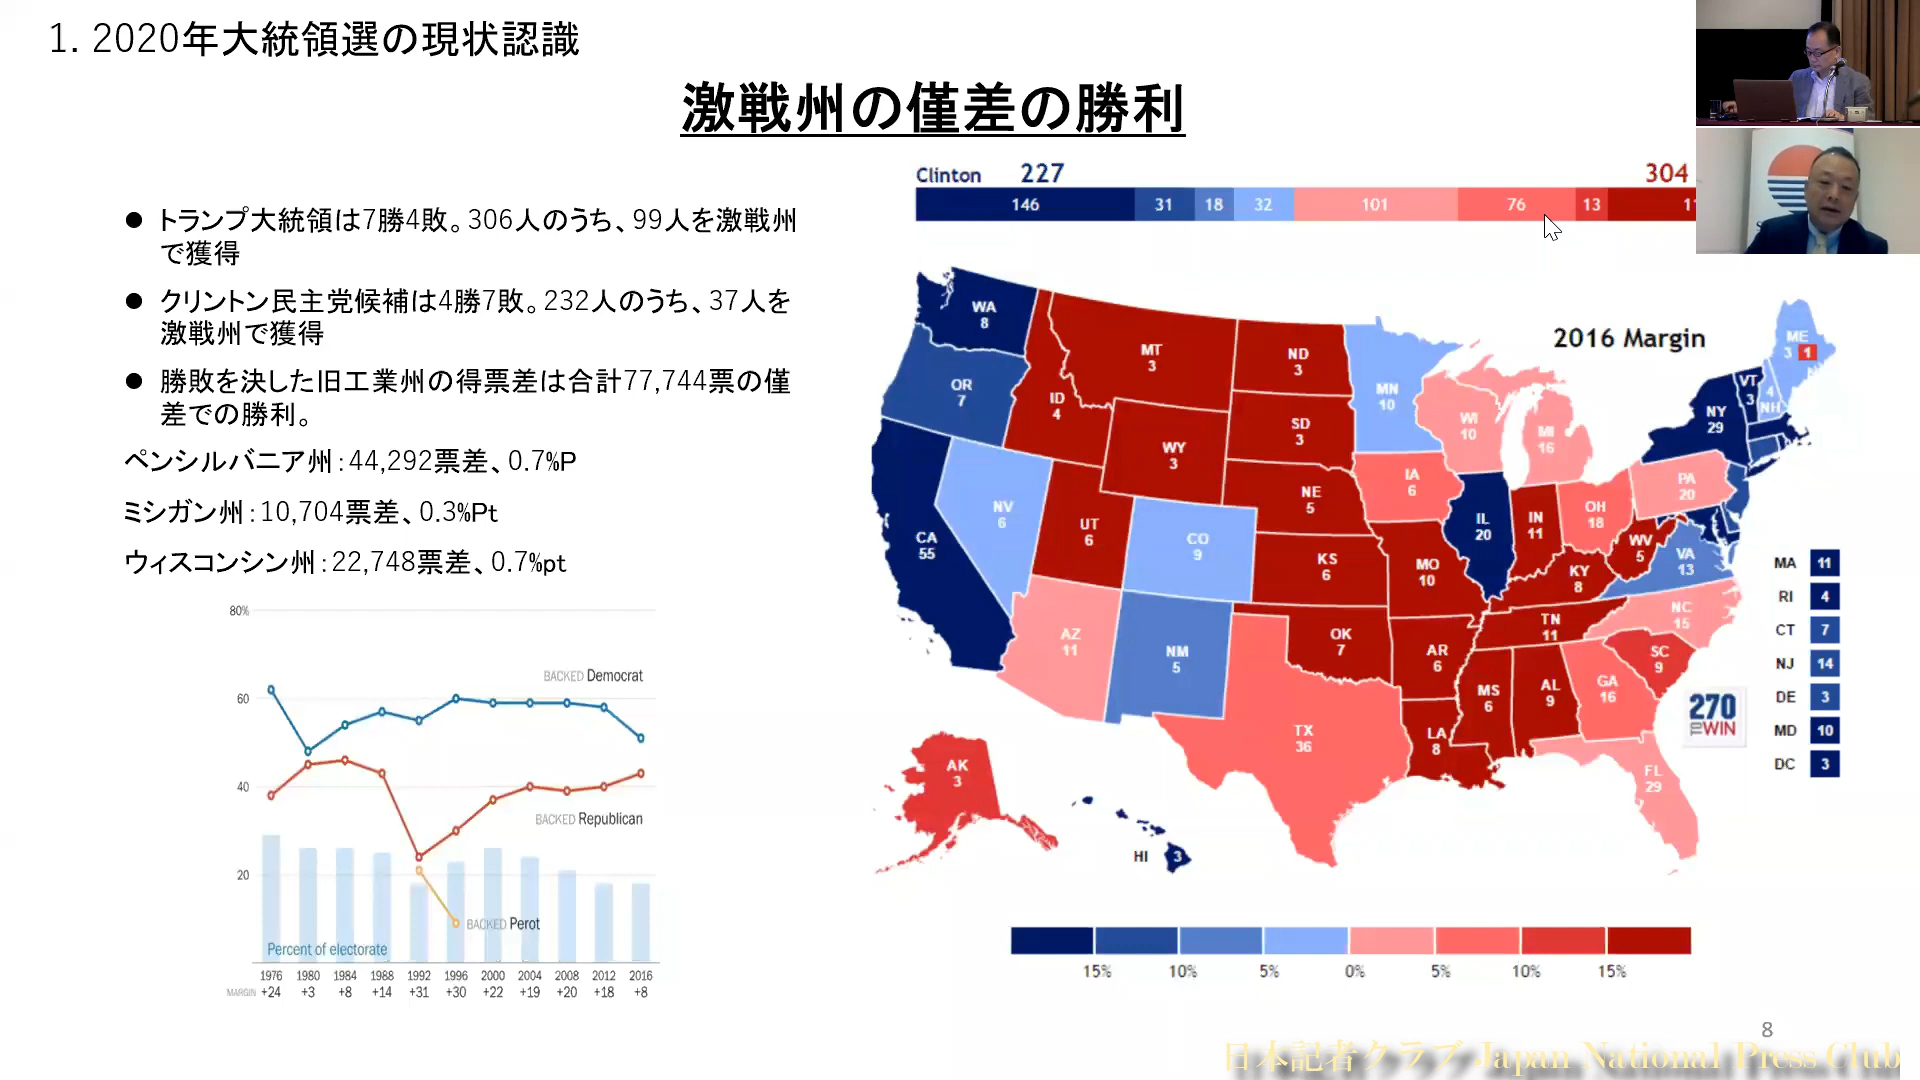 1. 2020年大統領選の現状認識
激戦州の僅差の勝利
● トランプ大統領は7勝4敗。306人のうち、99人を激戦州
で獲得
● クリントン民主党候補は4勝7敗。232人のうち、37人を
激戦州で獲得
● 勝敗を決した旧工業州の得票差は合計77,744票の僅
差での勝利。
ペンシルバニア州:44,292票差、0.7%P
ミシガン州:10,704票差、0.3%Pt
ウィスコンシン州:22,748票差、0.7%pt
80%
60
40
20
BACKED Democrat
BACKED Republican
BACKED Perot
Percent of electorate
1976 1980 1984 1988 1992 1996 2000 2004 2008 2012 2016
MARGIN +24 +3 +8 +14 +31 +30 +22 +19 +20 +18 +8
Clinton 227 304
146 31 18 32 101 76 13
2016 Margin
WA
8
OR
7
CA
55
NV
6
ID
4
MT
3
WY
3
UT
6
AZ
11
CO
9
NM
5
ND
3
SD
3
NE
5
KS
6
OK
7
TX
36
MN
10
IA
6
MO
10
AR
6
LA
8
WI
10
IL
20
MI
16
IN
11
OH
18
KY
8
TN
11
MS
6
AL
9
GA
16
FL
29
SC
9
NC
15
VA
13
WV
5
PA
20
NY
29
VT
3
4
NH
ME
3 1
AK
3
HI 3
MA 11
RI 4
CT 7
NJ 14
DE 3
MD 10
DC 3
270
TO WIN
15% 10% 5% 0% 5% 10% 15%
8
日本記者クラブ Japan National Press Club